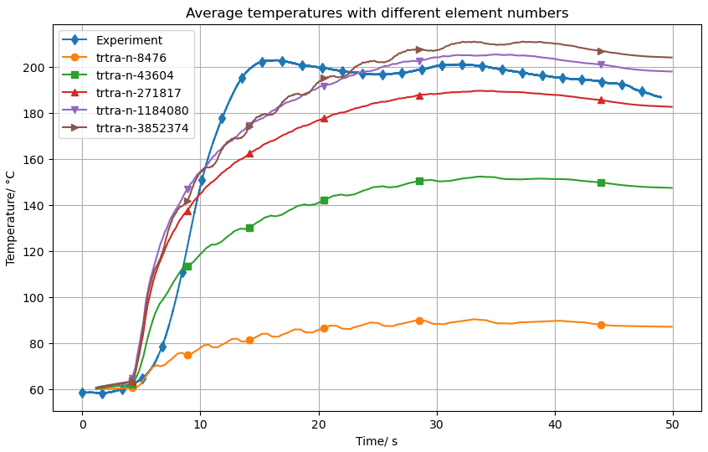 Average temperatures with different element numbers
Experiment
trtra-n-8476
trtra-n-43604
trtra-n-271817
trtra-n-1184080
trtra-n-3852374
200
180
160
140
120
100
80
60
Temperature/ °C
0 10 20 30 40 50
Time/ s